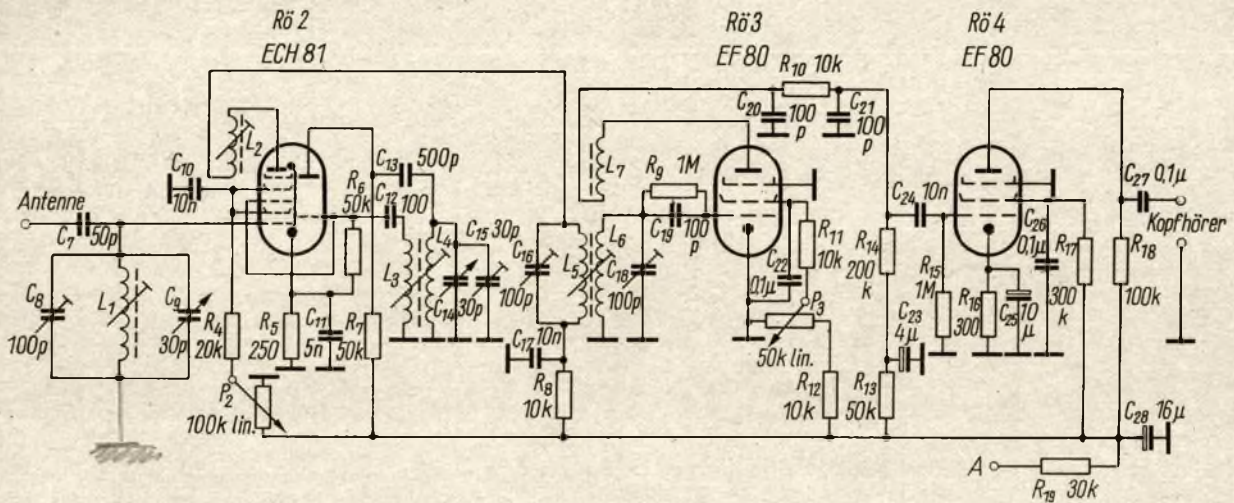 Rö 2
ECH 81
Rö 3
EF 80
Rö 4
EF 80
R10 10k
C20
100
p
C21
100
p
L2
C10
10n
C13
500p
R6
50k
C12
100
L7
R9
1M
C19
100
p
C24
10n
C27
0,1μ
Kopfhörer
Antenne
C7
50p
C8
100p
L1
C9
30p
L3
L4
C15
30p
C14
30p
C16
100p
L5
L6
C18
100p
C22
0,1μ
R11
10k
P3
50k lin.
R14
200
k
R15
1M
R16
300
C25
10
μ
C26
0,1μ
R17
300
k
R18
100k
R4
20k
P2
100k lin.
R5
250
C11
5n
R7
50k
C17
10n
R8
10k
R12
10k
C23
4μ
R13
50k
C28
16μ
A
R19 30k